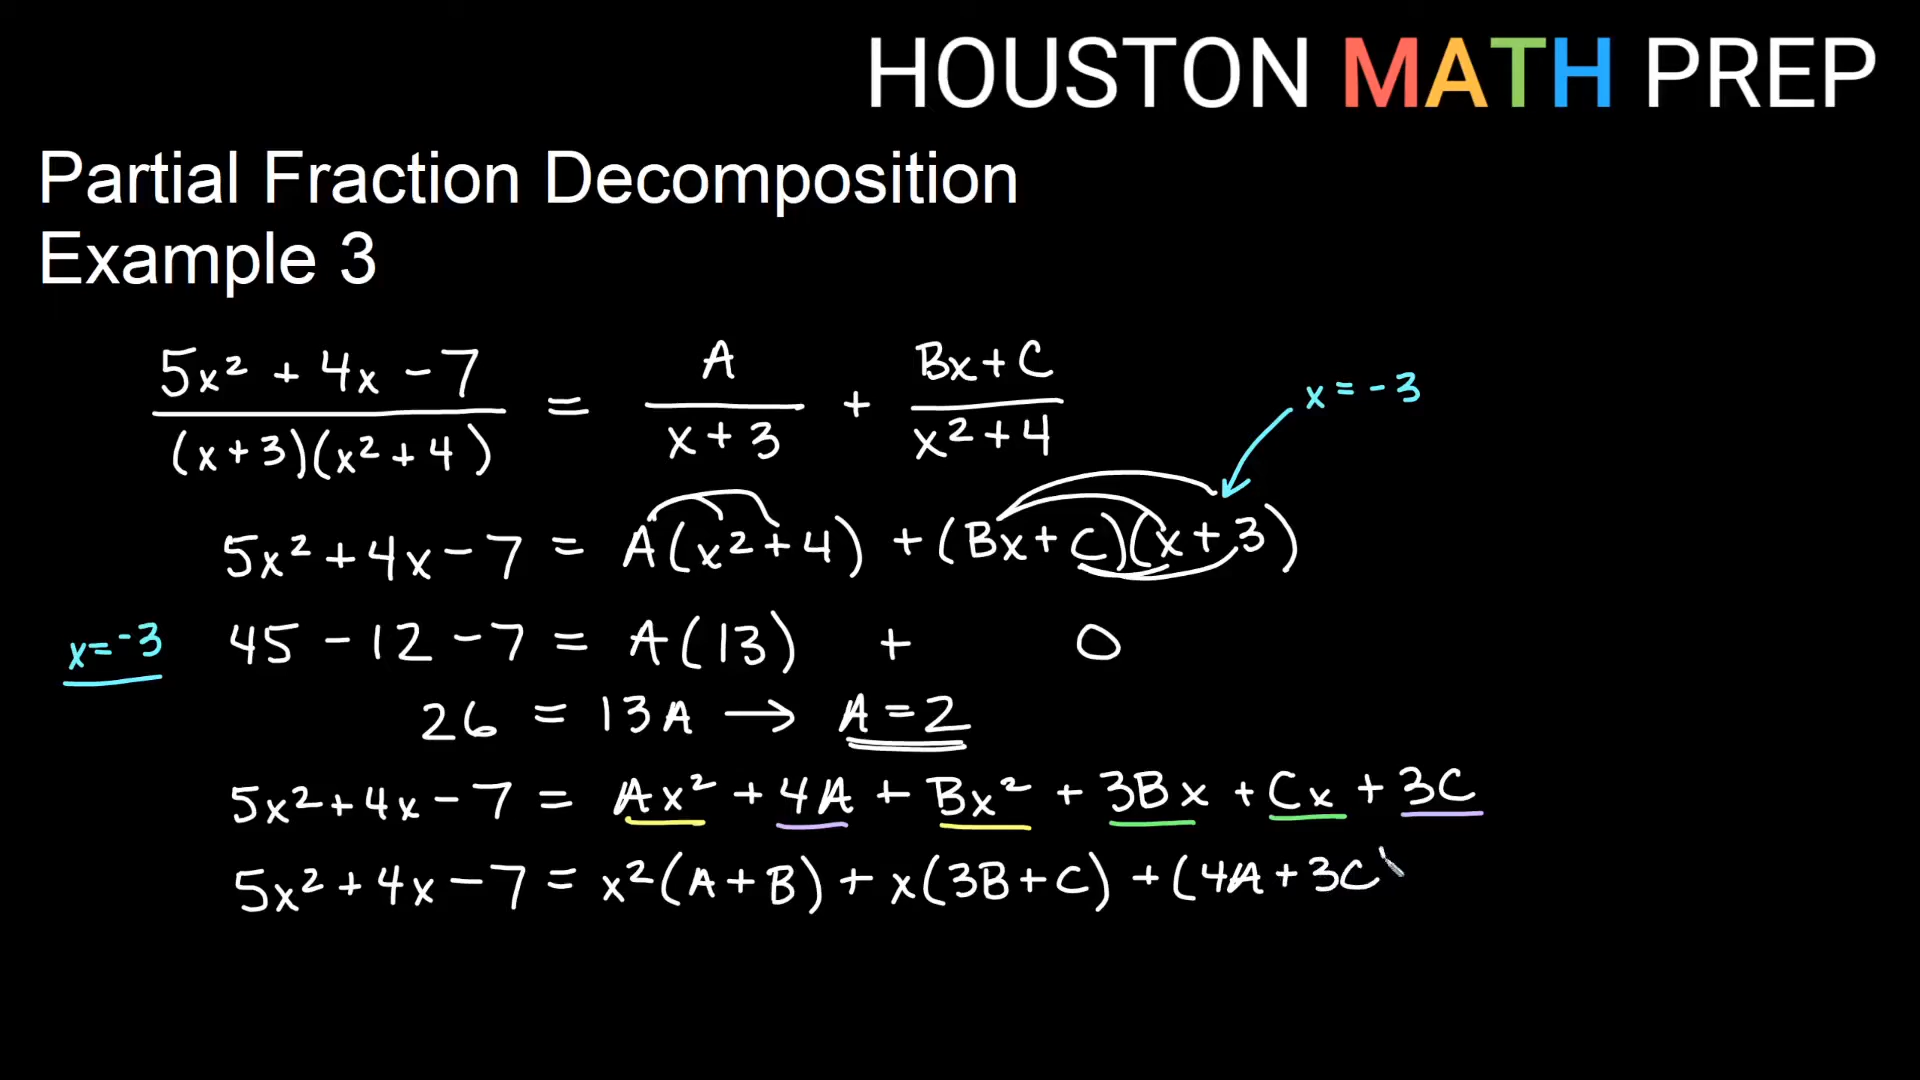 HOUSTON MATH PREP
Partial Fraction Decomposition
Example 3
5x² + 4x - 7 / (x+3)(x²+4) = A / x+3 + Bx+C / x²+4
x = -3
5x² + 4x - 7 = A(x²+4) + (Bx+C)(x+3)
x=-3 45 - 12 - 7 = A(13) + 0
26 = 13A → A=2
5x²+4x-7 = Ax² + 4A + Bx² + 3Bx + Cx + 3C
5x²+4x-7 = x²(A+B) + x(3B+C) + (4A+3C)